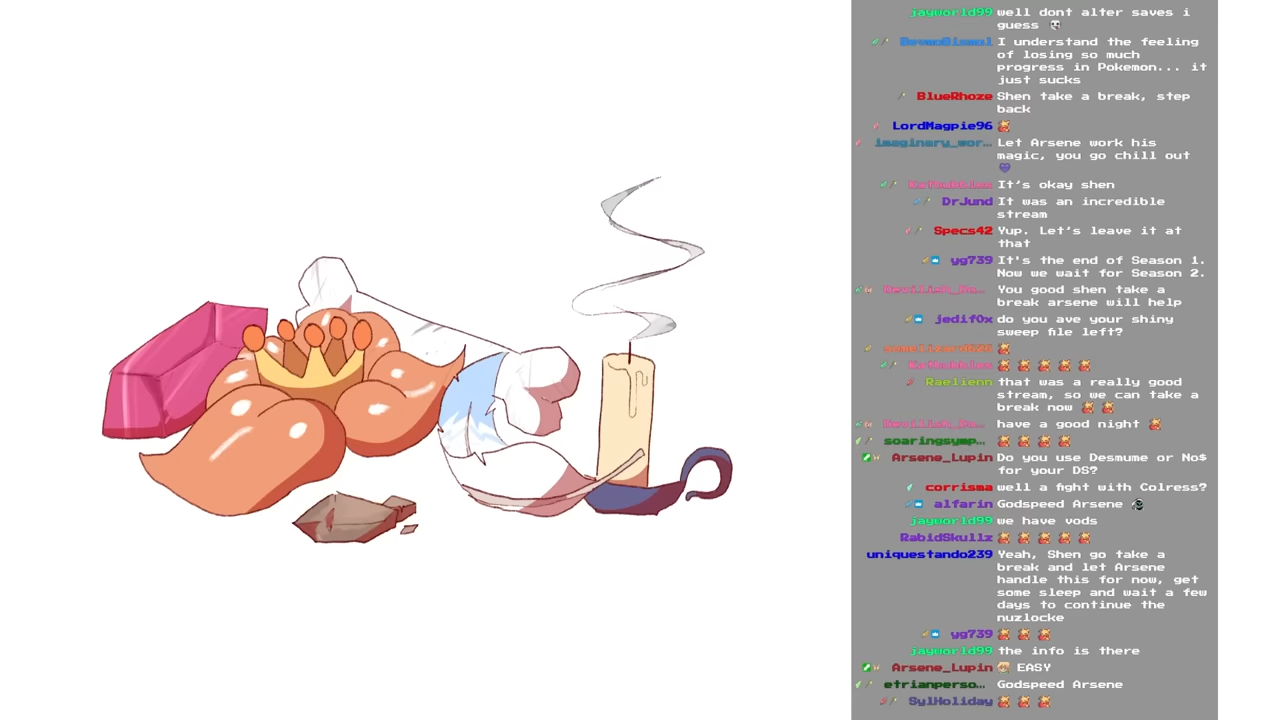 jayworld99 well dont alter saves i
guess
I understand the feeling
of losing so much
progress in Pokemon... it
just sucks
BlueRhoze Shen take a break, step
back
LordMagpie96
imaginary_wor… Let Arsene work his
magic, you go chill out
It's okay shen
DrJund It was an incredible
stream
Specs42 Yup. Let's leave it at
that
yg739 It's the end of Season 1.
Now we wait for Season 2.
You good shen take a
break arsene will help
jedif0x do you ave your shiny
sweep file left?
Raelienn that was a really good
stream, so we can take a
break now
have a good night
soaringsymp…
Arsene_Lupin Do you use Desmume or No$
for your DS?
corrisma well a fight with Colress?
alfarin Godspeed Arsene
jayworld99 we have vods
RabidSkullz
uniquestando239 Yeah, Shen go take a
break and let Arsene
handle this for now, get
some sleep and wait a few
days to continue the
nuzlocke
yg739
jayworld99 the info is there
Arsene_Lupin EASY
etrianperso… Godspeed Arsene
SylHoliday